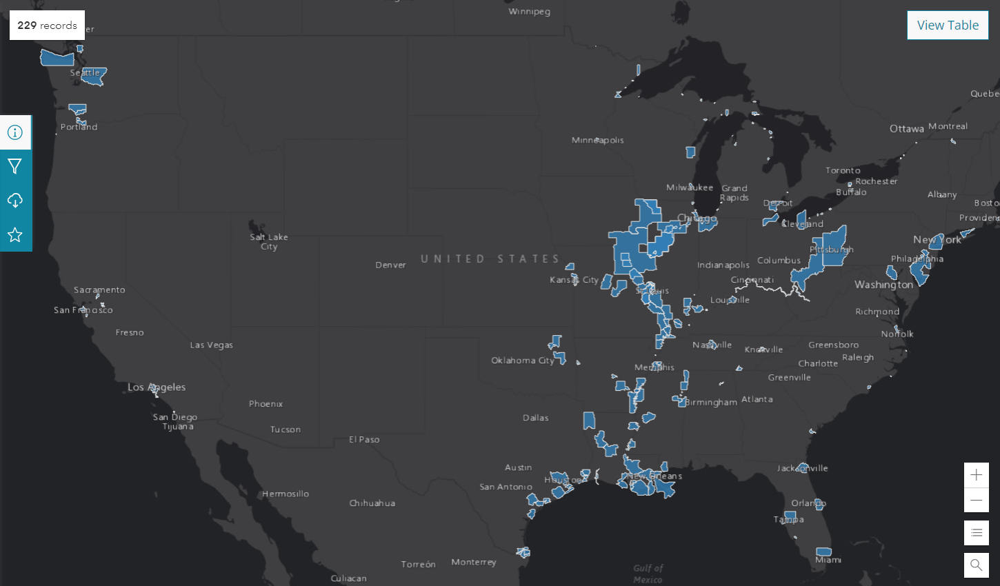 229 records
View Table
Winnipeg
ver
Seattle
Portland
Quebe
Ottawa
Montreal
Minneapolis
Toronto
Rochester
Buffalo
Milwaukee
Grand
Rapids
Detroit
Albany
Bosto
Providen
Chicago
Cleveland
Salt Lake
City
New York
Pittsburgh
UNITED STATES
Denver
Indianapolis
Columbus
Philadelphia
Kansas City
Cincinnati
Washington
Sacramento
St Louis
Louisville
San Francisco
Richmond
Fresno
Norfolk
Las Vegas
Nashville
Knoxville
Greensboro
Raleigh
Oklahoma City
Memphis
Charlotte
Greenville
Los Angeles
Phoenix
Birmingham
Atlanta
San Diego
Tijuana
Dallas
Tucson
El Paso
Austin
Jacksonville
Houston
New Orleans
San Antonio
Hermosillo
Chihuahua
Orlando
Tampa
Miami
Torreón
Monterrey
Gulf of
Mexico
Culiacan